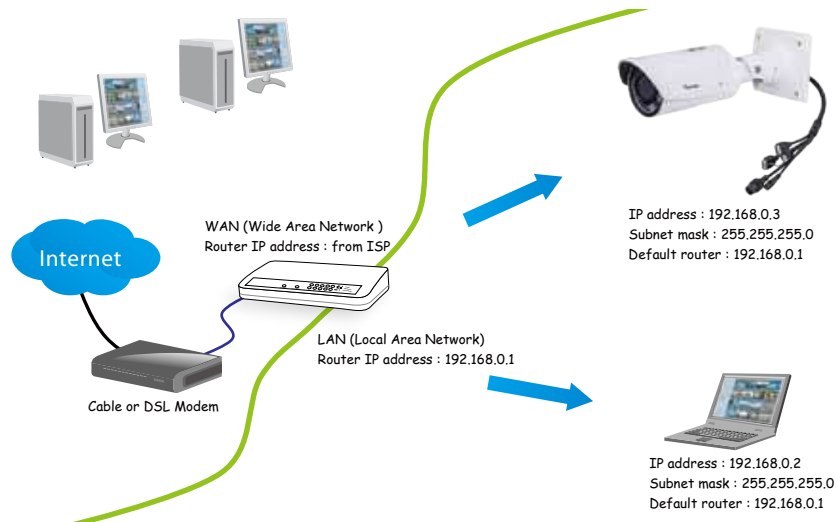 WAN (Wide Area Network )
Router IP address : from ISP
Internet
LAN (Local Area Network)
Router IP address : 192.168.0.1
Cable or DSL Modem
IP address : 192.168.0.3
Subnet mask : 255.255.255.0
Default router : 192.168.0.1
IP address : 192.168.0.2
Subnet mask : 255.255.255.0
Default router : 192.168.0.1